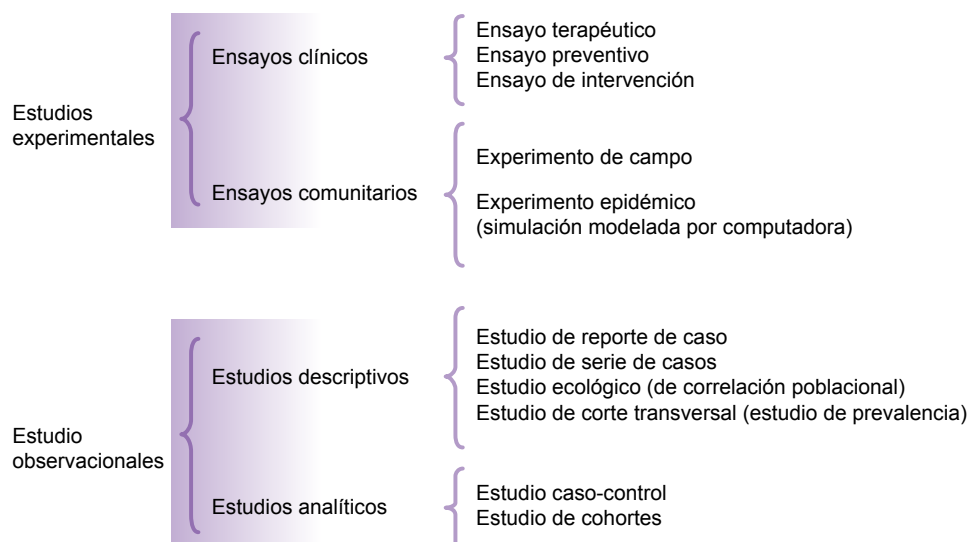 Estudios
experimentales
Ensayos clínicos
Ensayo terapéutico
Ensayo preventivo
Ensayo de intervención
Ensayos comunitarios
Experimento de campo
Experimento epidémico
(simulación modelada por computadora)
Estudio
observacionales
Estudios descriptivos
Estudio de reporte de caso
Estudio de serie de casos
Estudio ecológico (de correlación poblacional)
Estudio de corte transversal (estudio de prevalencia)
Estudios analíticos
Estudio caso-control
Estudio de cohortes